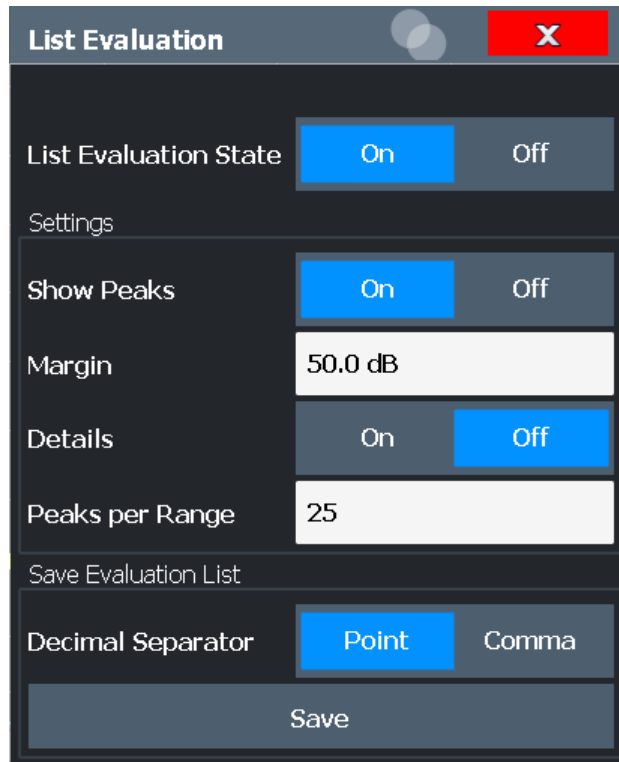 List Evaluation X
List Evaluation State On Off
Settings
Show Peaks On Off
Margin 50.0 dB
Details On Off
Peaks per Range 25
Save Evaluation List
Decimal Separator Point Comma
Save